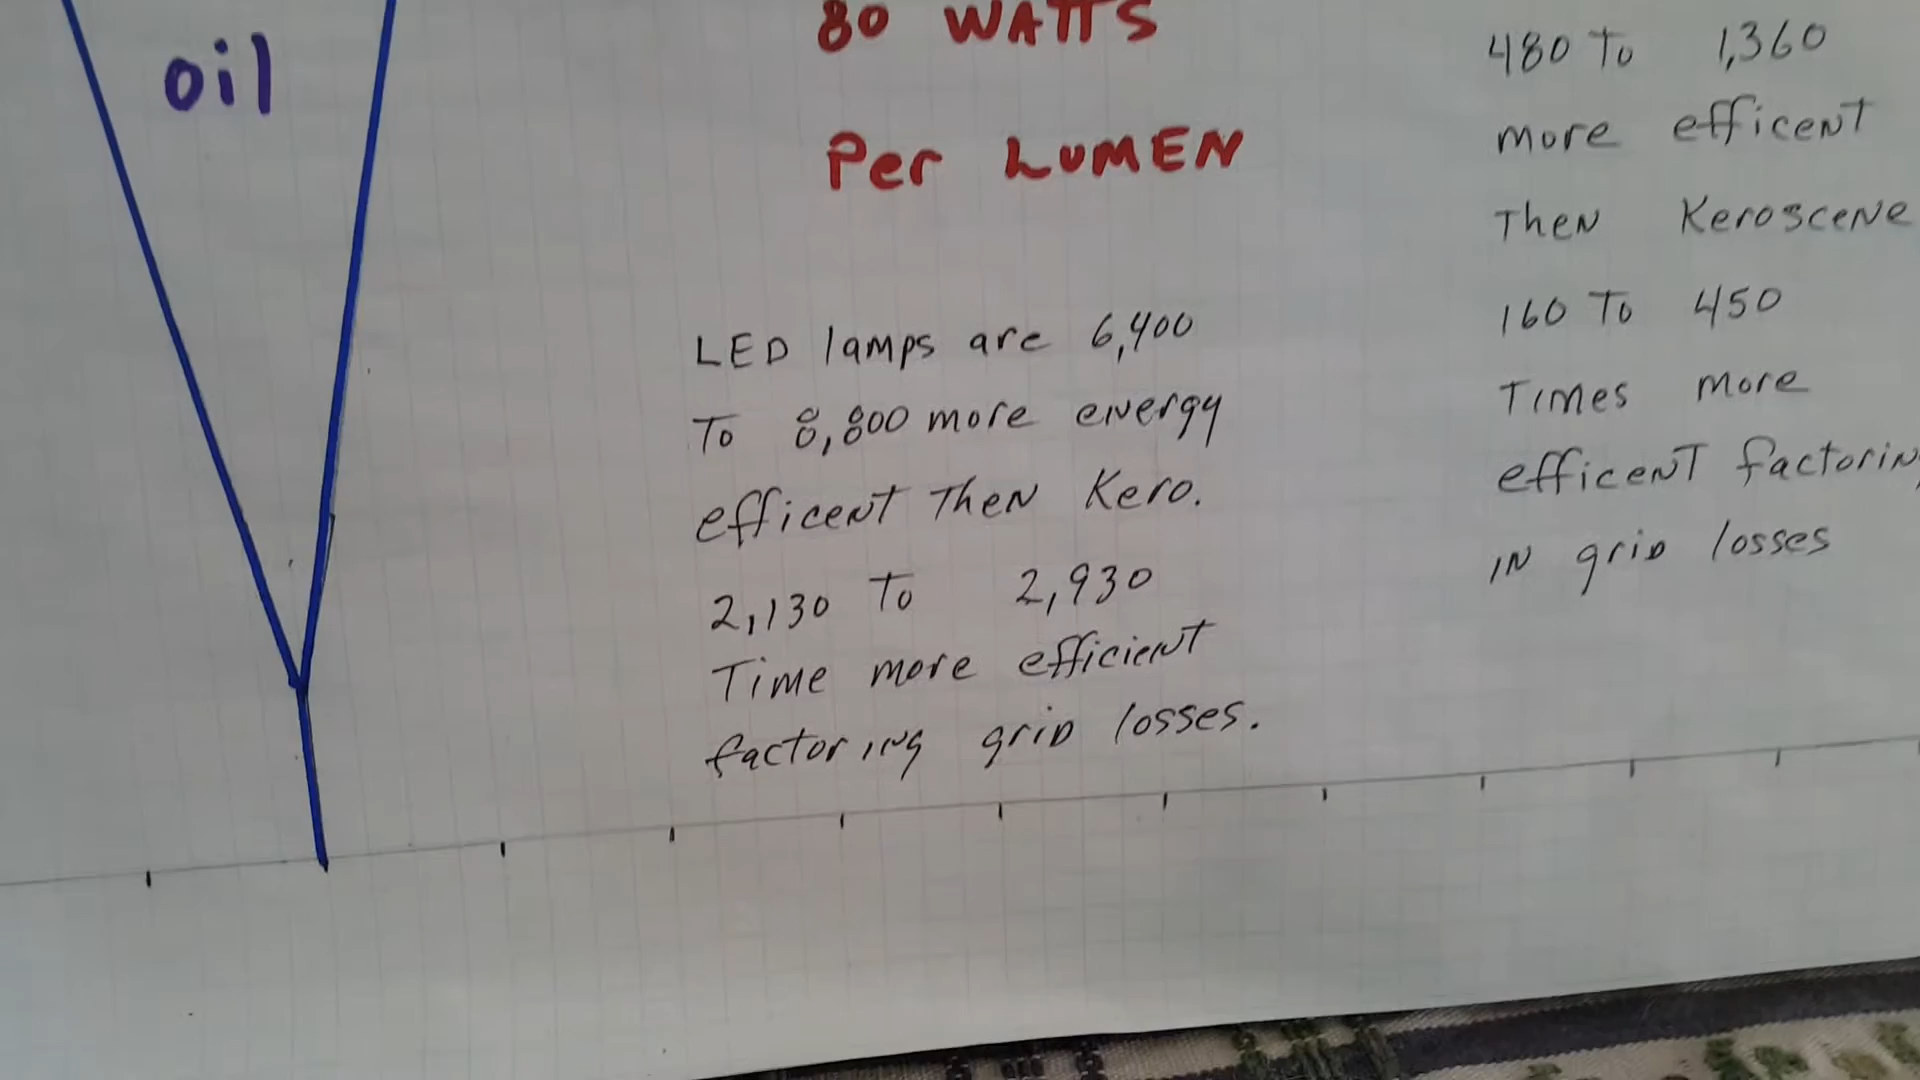 oil
80 WATTS
Per LUMEN
LED lamps are 6,400
To 8,800 more energy
efficent Then Kero.
2,130 To 2,930
Time more efficient
factoring grid losses.
480 To 1,360
more efficent
Then Keroscene
160 To 450
Times more
efficent factorin
in grid losses